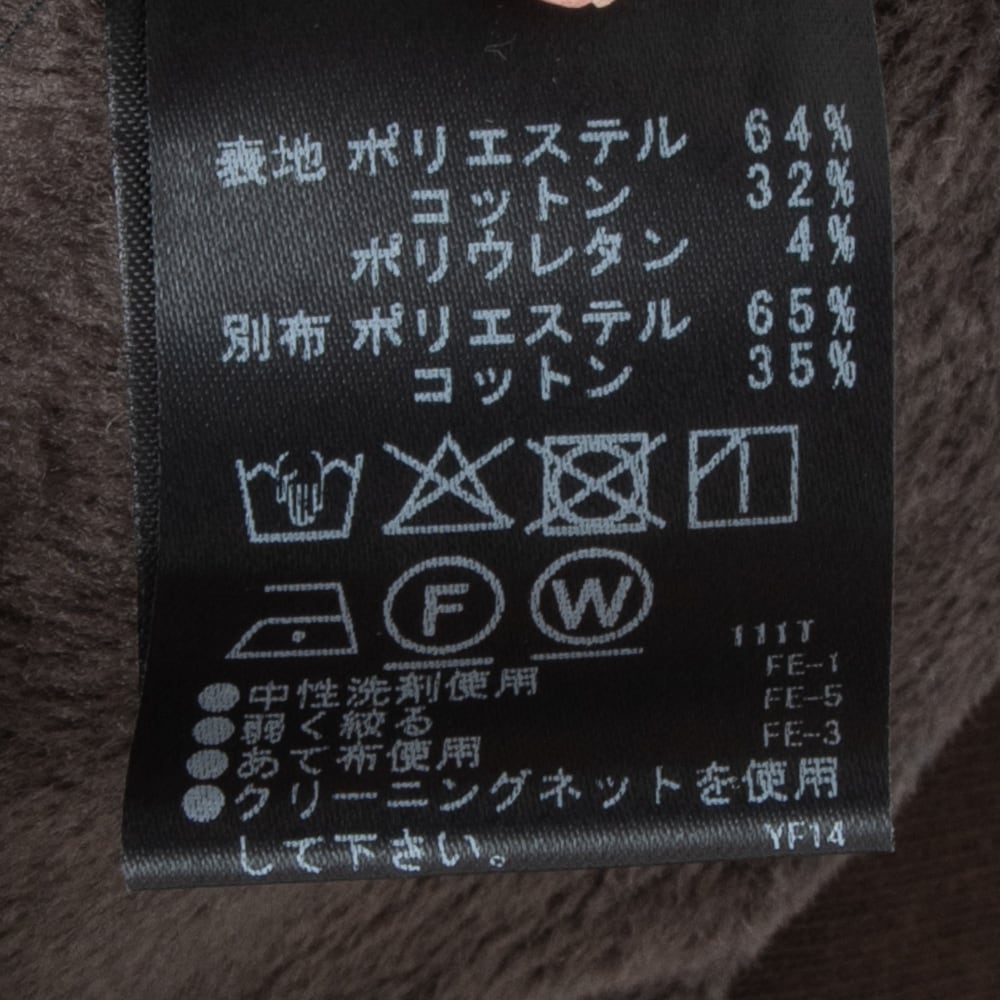 表地 ポリエステル 64%
コットン 32%
ポリウレタン 4%
別布 ポリエステル 65%
コットン 35%
F W
111T
FE-1
●中性洗剤使用
FE-5
●弱く絞る
FE-3
●あて布使用
●クリーニングネットを使用
して下さい。 YF14